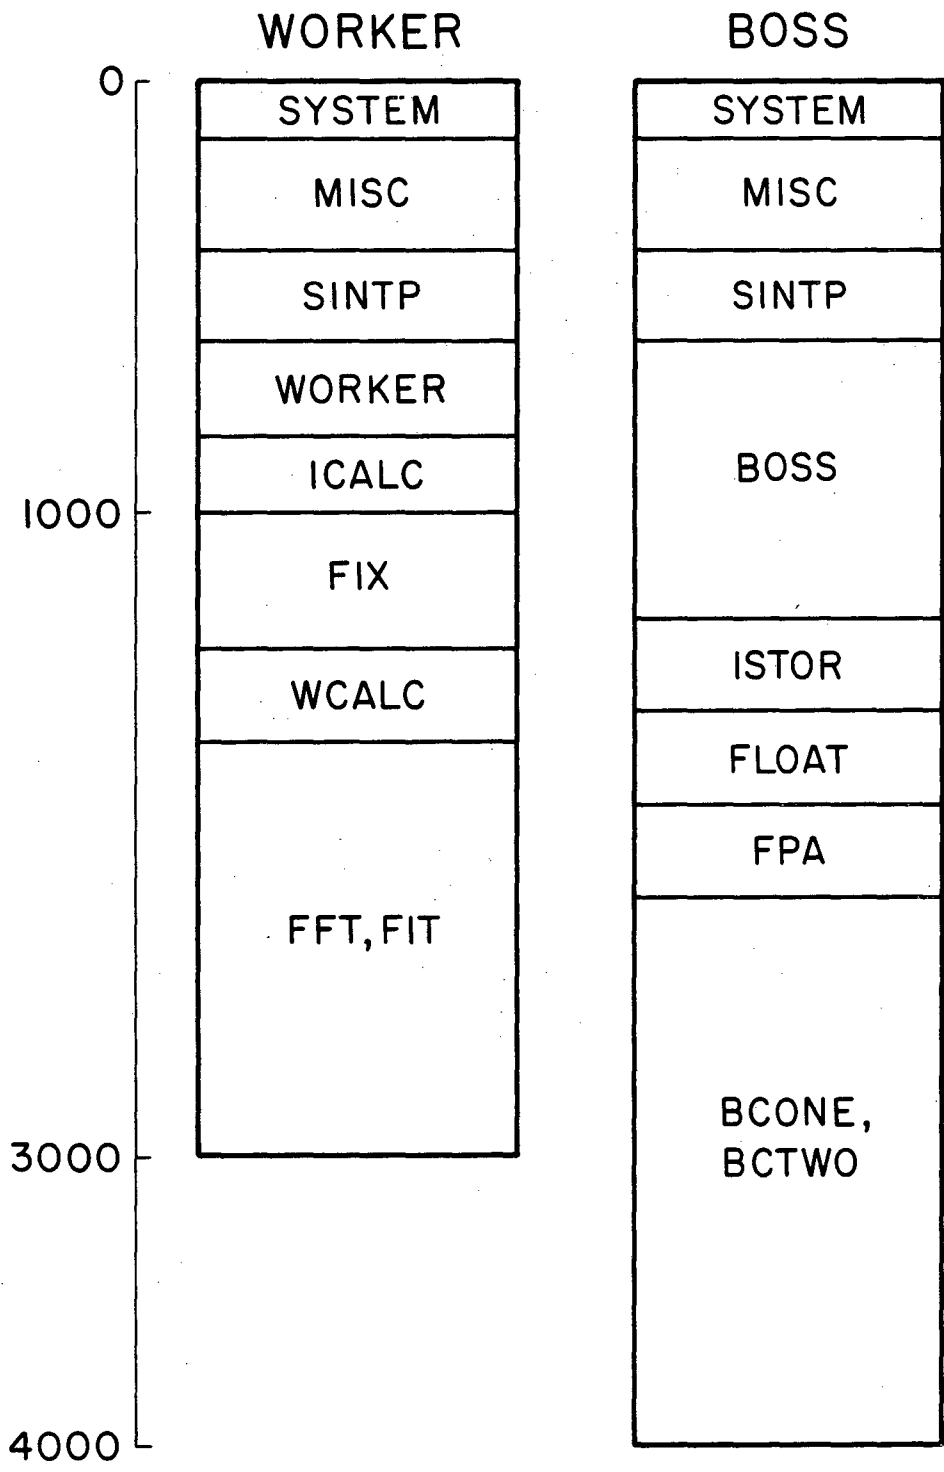 WORKER
BOSS
0
SYSTEM
SYSTEM
MISC
MISC
SINTP
SINTP
WORKER
BOSS
ICALC
1000
FIX
ISTOR
WCALC
FLOAT
FPA
FFT, FIT
BCONE,
BCTWO
3000
4000